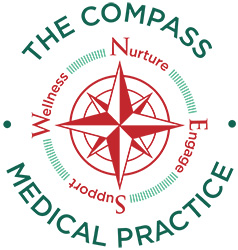 THE COMPASS
Nurture
Engage
Support
Wellness
MEDICAL PRACTICE